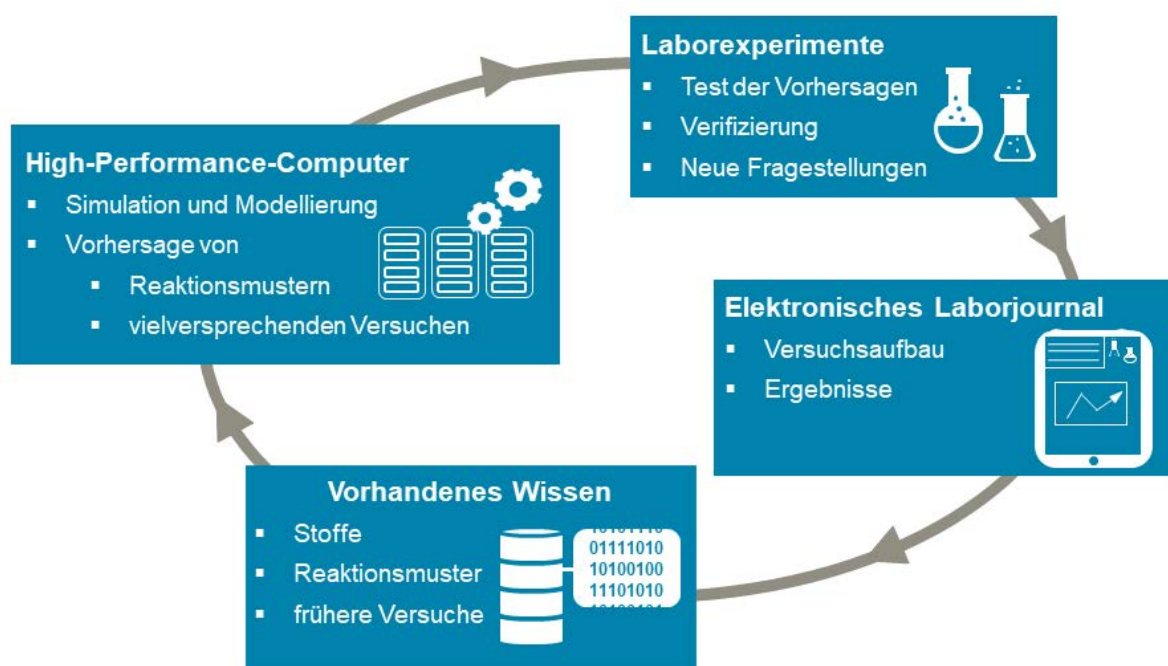 Laborexperimente
▪ Test der Vorhersagen
▪ Verifizierung
▪ Neue Fragestellungen
High-Performance-Computer
▪ Simulation und Modellierung
▪ Vorhersage von
▪ Reaktionsmustern
▪ vielversprechenden Versuchen
Elektronisches Laborjournal
▪ Versuchsaufbau
▪ Ergebnisse
Vorhandenes Wissen
▪ Stoffe
▪ Reaktionsmuster
▪ frühere Versuche
01111010
10100100
11101010